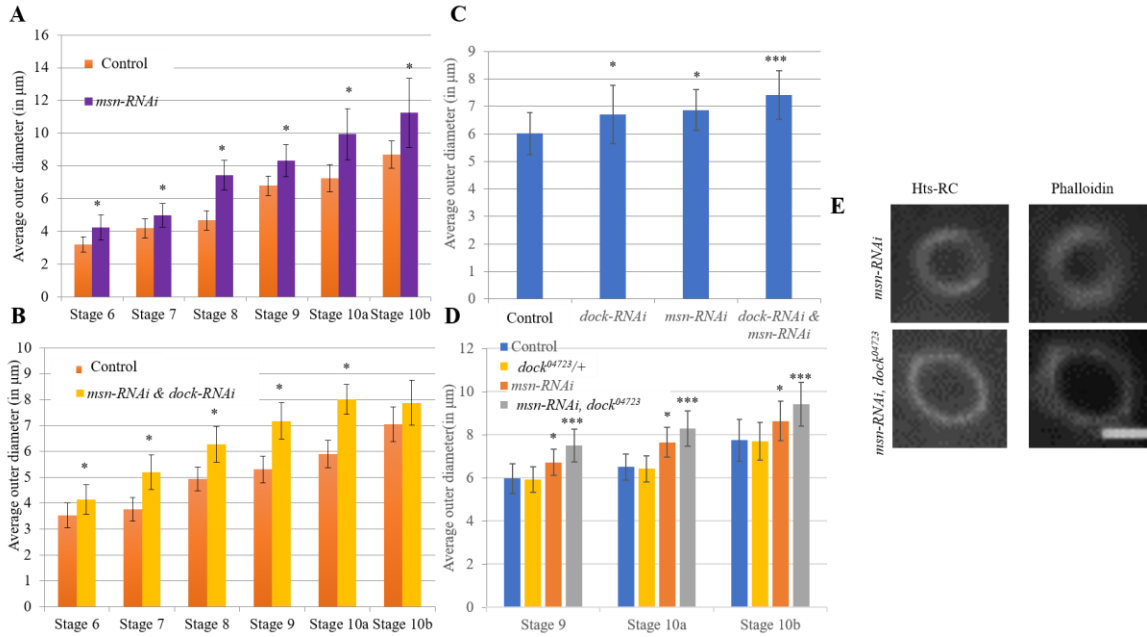 A
Average outer diameter (in µm)
16
14
12
10
8
6
4
2
0
Control
msn-RNAi
*
*
*
*
*
*
Stage 6 Stage 7 Stage 8 Stage 9 Stage 10a Stage 10b
B
Average outer diameter (in µm)
10
9
8
7
6
5
4
3
2
1
0
Control
msn-RNAi & dock-RNAi
*
*
*
*
*
Stage 6 Stage 7 Stage 8 Stage 9 Stage 10a Stage 10b
C
Average outer diameter (in µm)
9
8
7
6
5
4
3
2
1
0
*
*
***
Control dock-RNAi msn-RNAi dock-RNAi &
msn-RNAi
D
Average outer diameter(in µm)
12
10
8
6
4
2
0
Control
dock04723/+
msn-RNAi
msn-RNAi, dock04723
*
***
*
***
*
***
Stage 9 Stage 10a Stage 10b
E
Hts-RC Phalloidin
msn-RNAi
msn-RNAi, dock04723